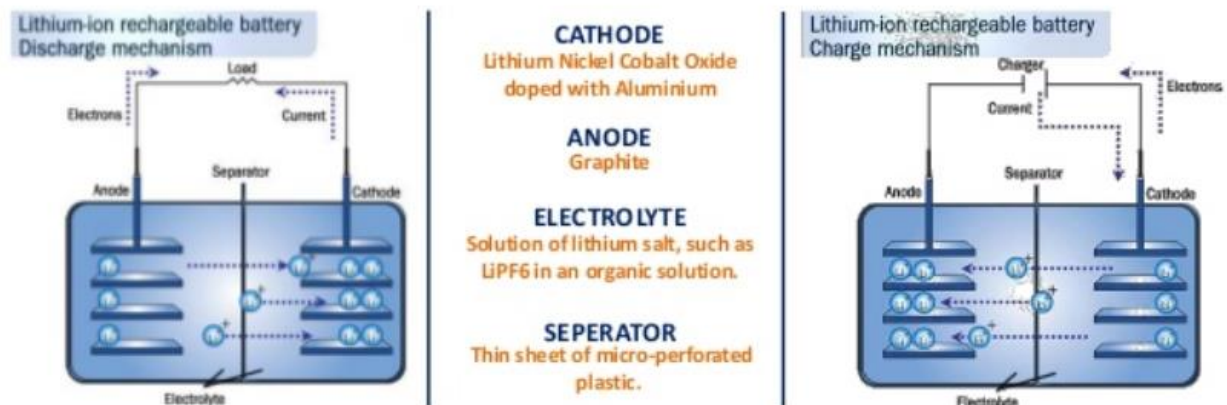 Lithium-ion rechargeable battery
Discharge mechanism
Load
Electrons
Current
Separator
Anode
Cathode
Electrolyte
CATHODE
Lithium Nickel Cobalt Oxide
doped with Aluminium
ANODE
Graphite
ELECTROLYTE
Solution of lithium salt, such as
LiPF6 in an organic solution.
SEPERATOR
Thin sheet of micro-perforated
plastic.
Lithium-ion rechargeable battery
Charge mechanism
Charger
Electrons
Current
Separator
Anode
Cathode
Electrolyte